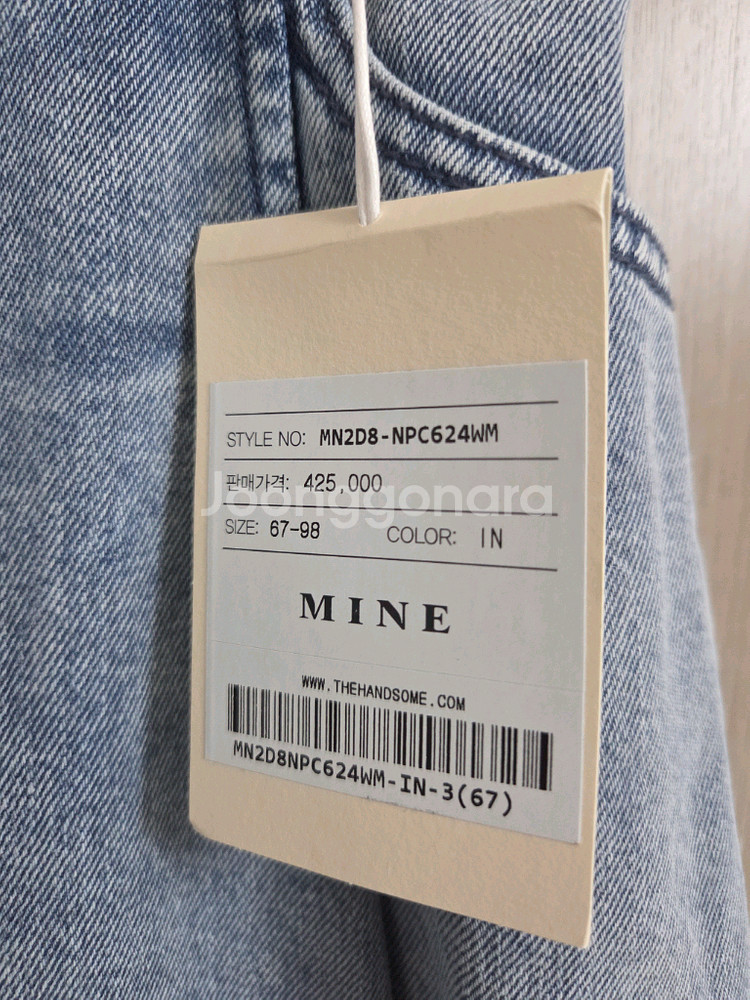 STYLE NO: MN2D8-NPC624WM
판매가격: 425,000
Joonggonara
SIZE: 67-98 COLOR: IN
MINE
WWW.THEHANDSOME.COM
MN2D8NPC624WM-IN-3(67)